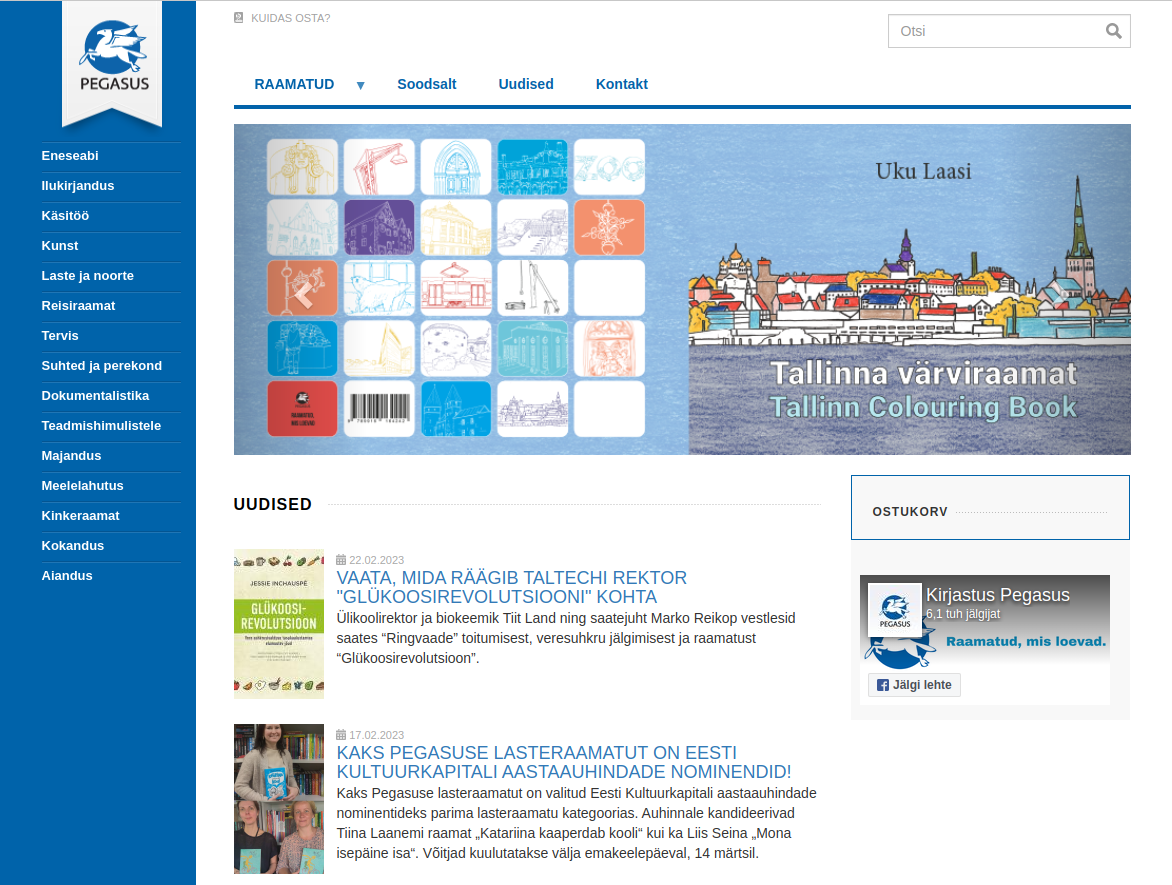 PEGASUS
Eneseabi
Ilukirjandus
Käsitöö
Kunst
Laste ja noorte
Reisiraamat
Tervis
Suhted ja perekond
Dokumentalistika
Teadmishimulistele
Majandus
Meelelahutus
Kinkeraamat
Kokandus
Aiandus
KUIDAS OSTA?
Otsi
RAAMATUD ▼ Soodsalt Uudised Kontakt
ZOO
Uku Laasi
Tallinna värviraamat
Tallinn Colouring Book
UUDISED
JESSIE INCHAUSPÉ
GLÜKOOSI-
REVOLUTSIOON
22.02.2023
VAATA, MIDA RÄÄGIB TALTECHI REKTOR
"GLÜKOOSIREVOLUTSIOONI" KOHTA
Ülikoolirektor ja biokeemik Tiit Land ning saatejuht Marko Reikop vestlesid
saates “Ringvaade” toitumisest, veresuhkru jälgimisest ja raamatust
“Glükoosirevolutsioon”.
17.02.2023
KAKS PEGASUSE LASTERAAMATUT ON EESTI
KULTUURKAPITALI AASTAAUHINDADE NOMINENDID!
Kaks Pegasuse lasteraamatut on valitud Eesti Kultuurkapitali aastaauhindade
nominentideks parima lasteraamatu kategoorias. Auhinnale kandideerivad
Tiina Laanemi raamat „Katariina kaaperdab kooli“ kui ka Liis Seina „Mona
isepäine isa“. Võitjad kuulutatakse välja emakeelepäeval, 14 märtsil.
OSTUKORV
Kirjastus Pegasus
6,1 tuh jälgijat
PEGASUS
Raamatud, mis loevad.
Jälgi lehte